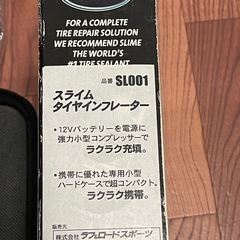 FOR A COMPLETE
TIRE REPAIR SOLUTION
WE RECOMMEND SLIME
THE WORLD'S
#1 TIRE SEALANT
品番 SL001
スライム
タイヤインフレーター
・12Vバッテリーを電源に
強力小型コンプレッサーで
ラクラク充填。
・携帯に優れた専用小型
ハードケースで超コンパクト。
ラクラク携帯。
販売元
株式会社 ラフ&ロードスポーツ